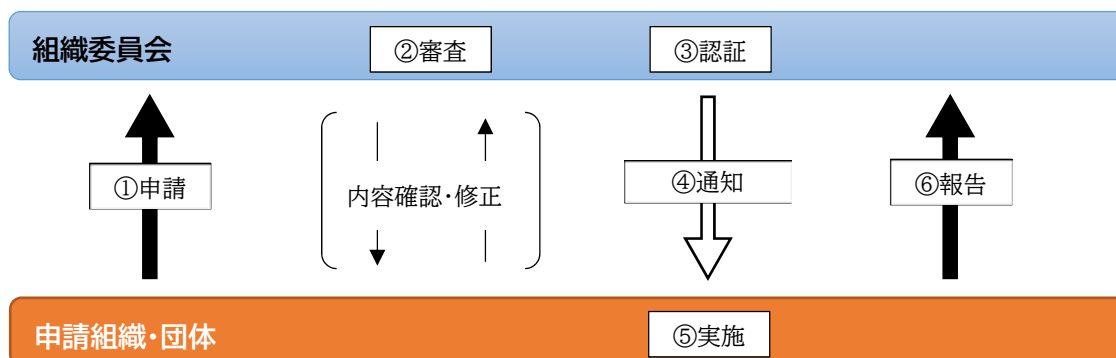 組織委員会
②審査
③認証
①申請
内容確認・修正
④通知
⑥報告
申請組織・団体
⑤実施